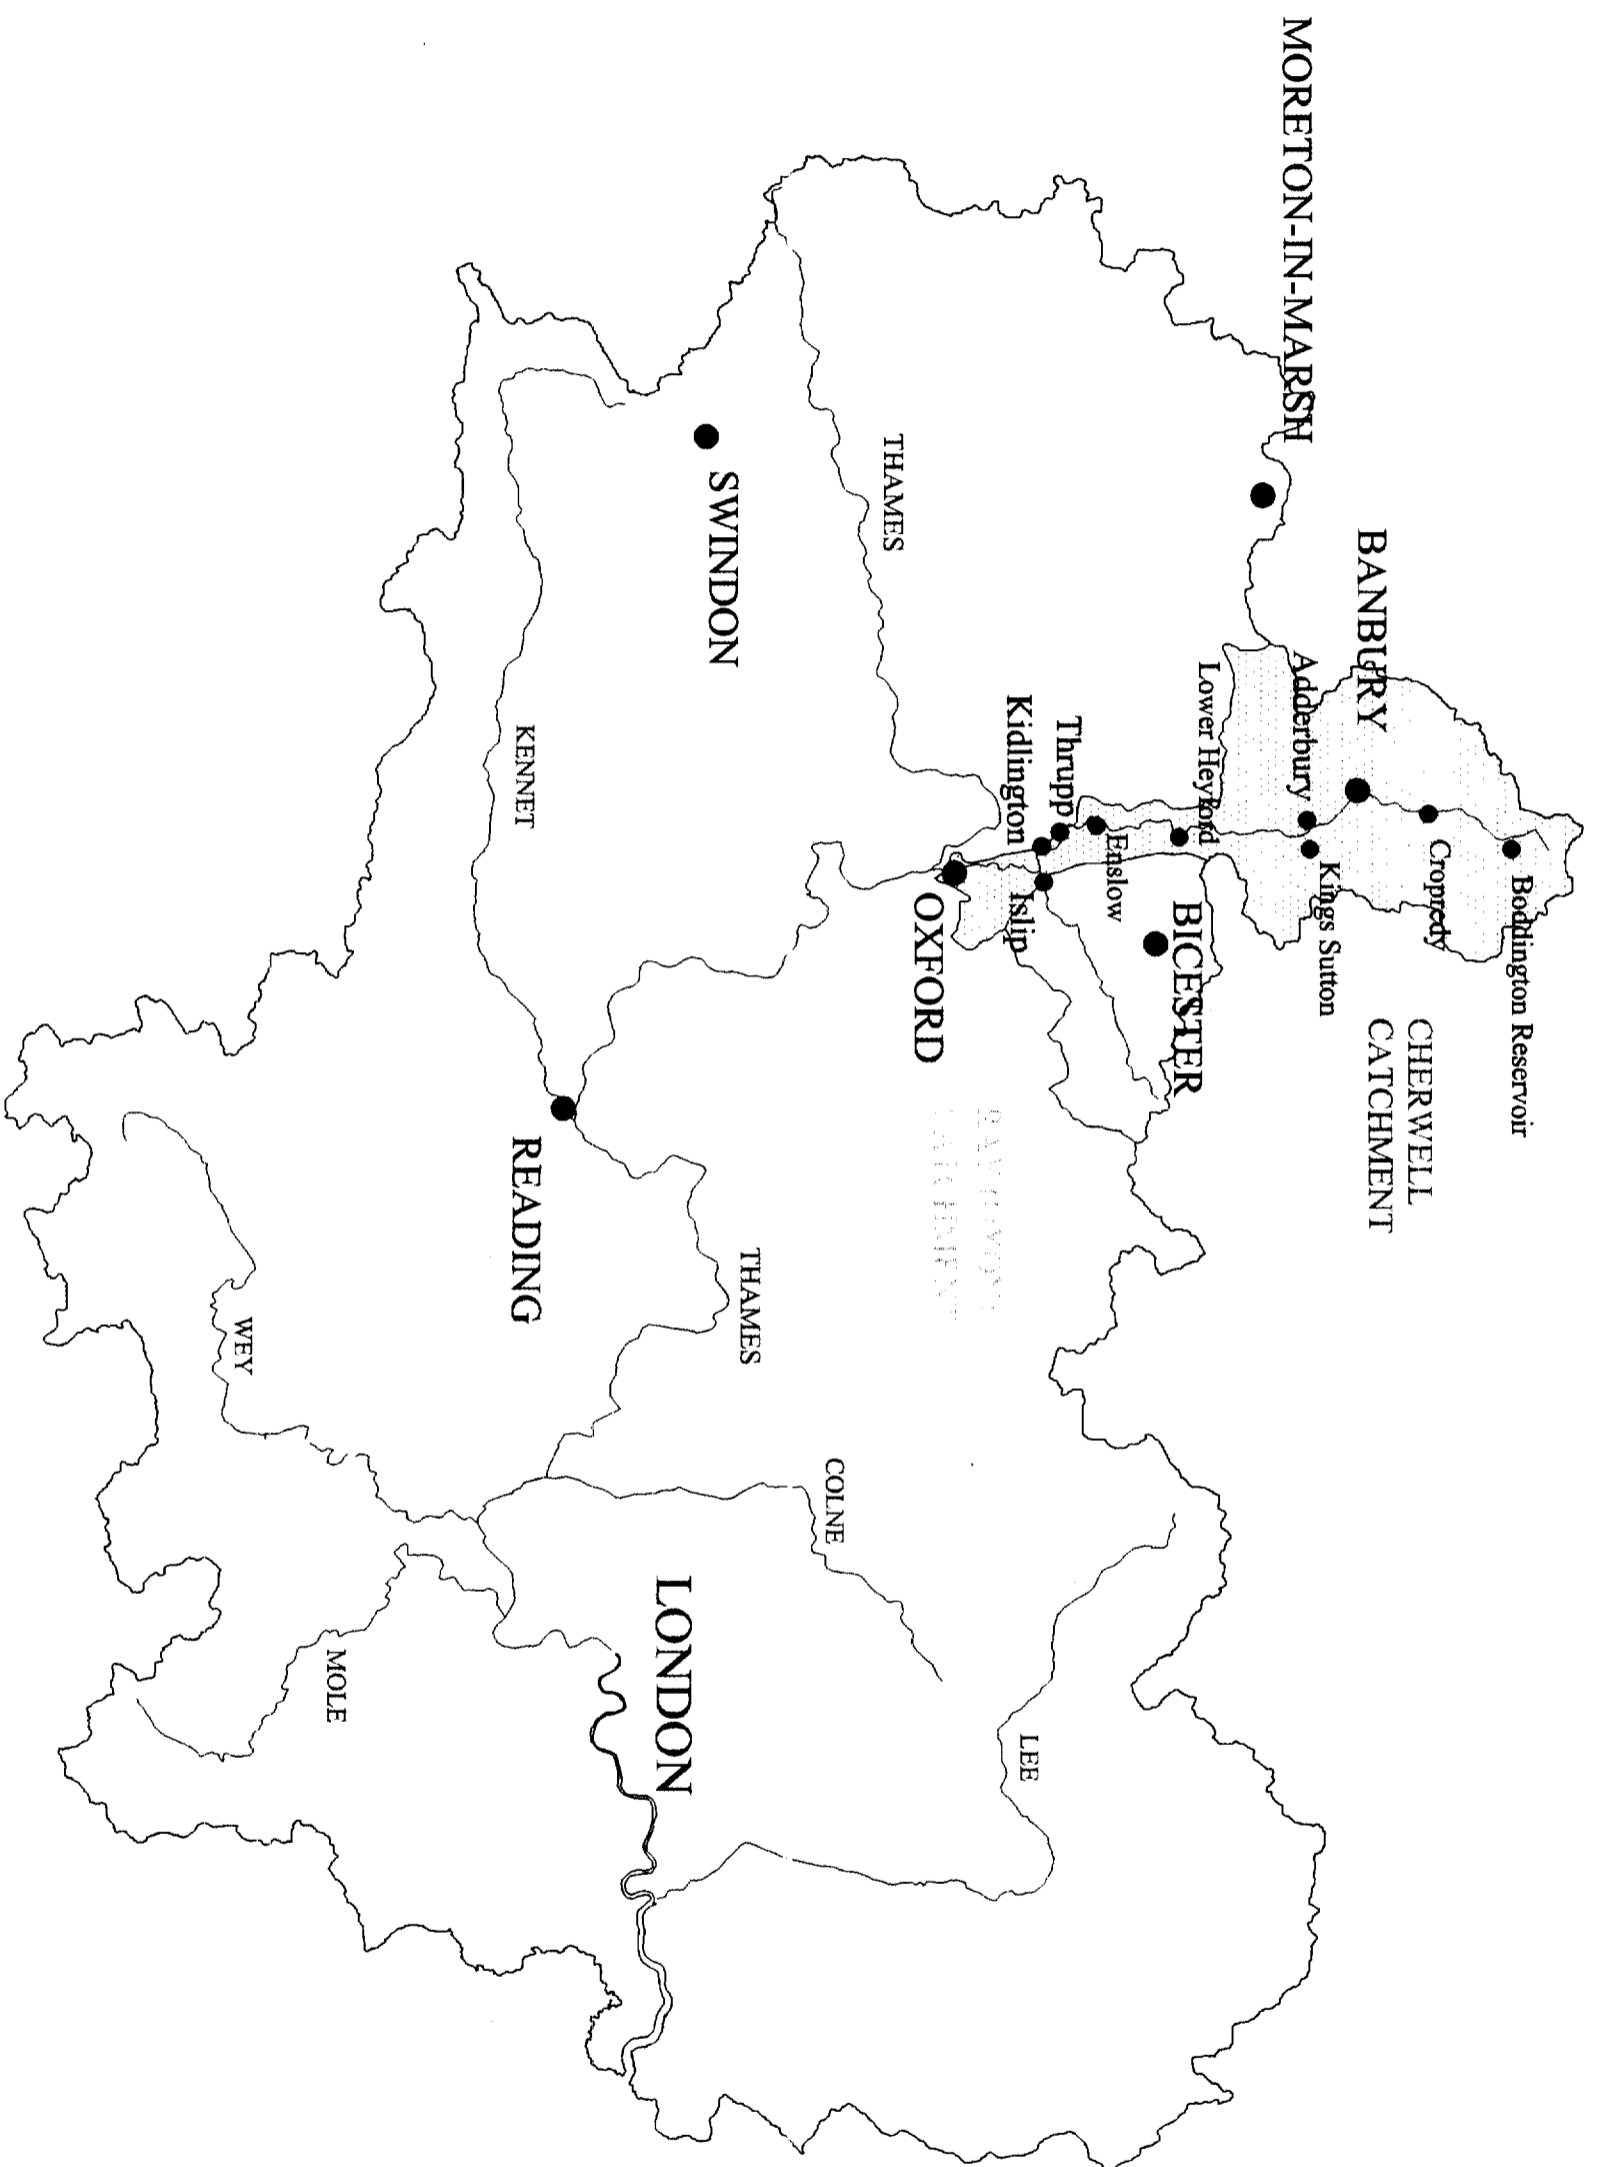 MORETON-IN-MARSH
BANBURY
Boddington Reservoir
Cropredy
Kings Sutton
Adderbury
CHERWELL
CATCHMENT
Lower Heyford
BICESTER
Enslow
Thrupp
Islip
Kidlington
OXFORD
THAMES
SWINDON
KENNET
READING
THAMES
COLNE
LEE
LONDON
WEY
MOLE